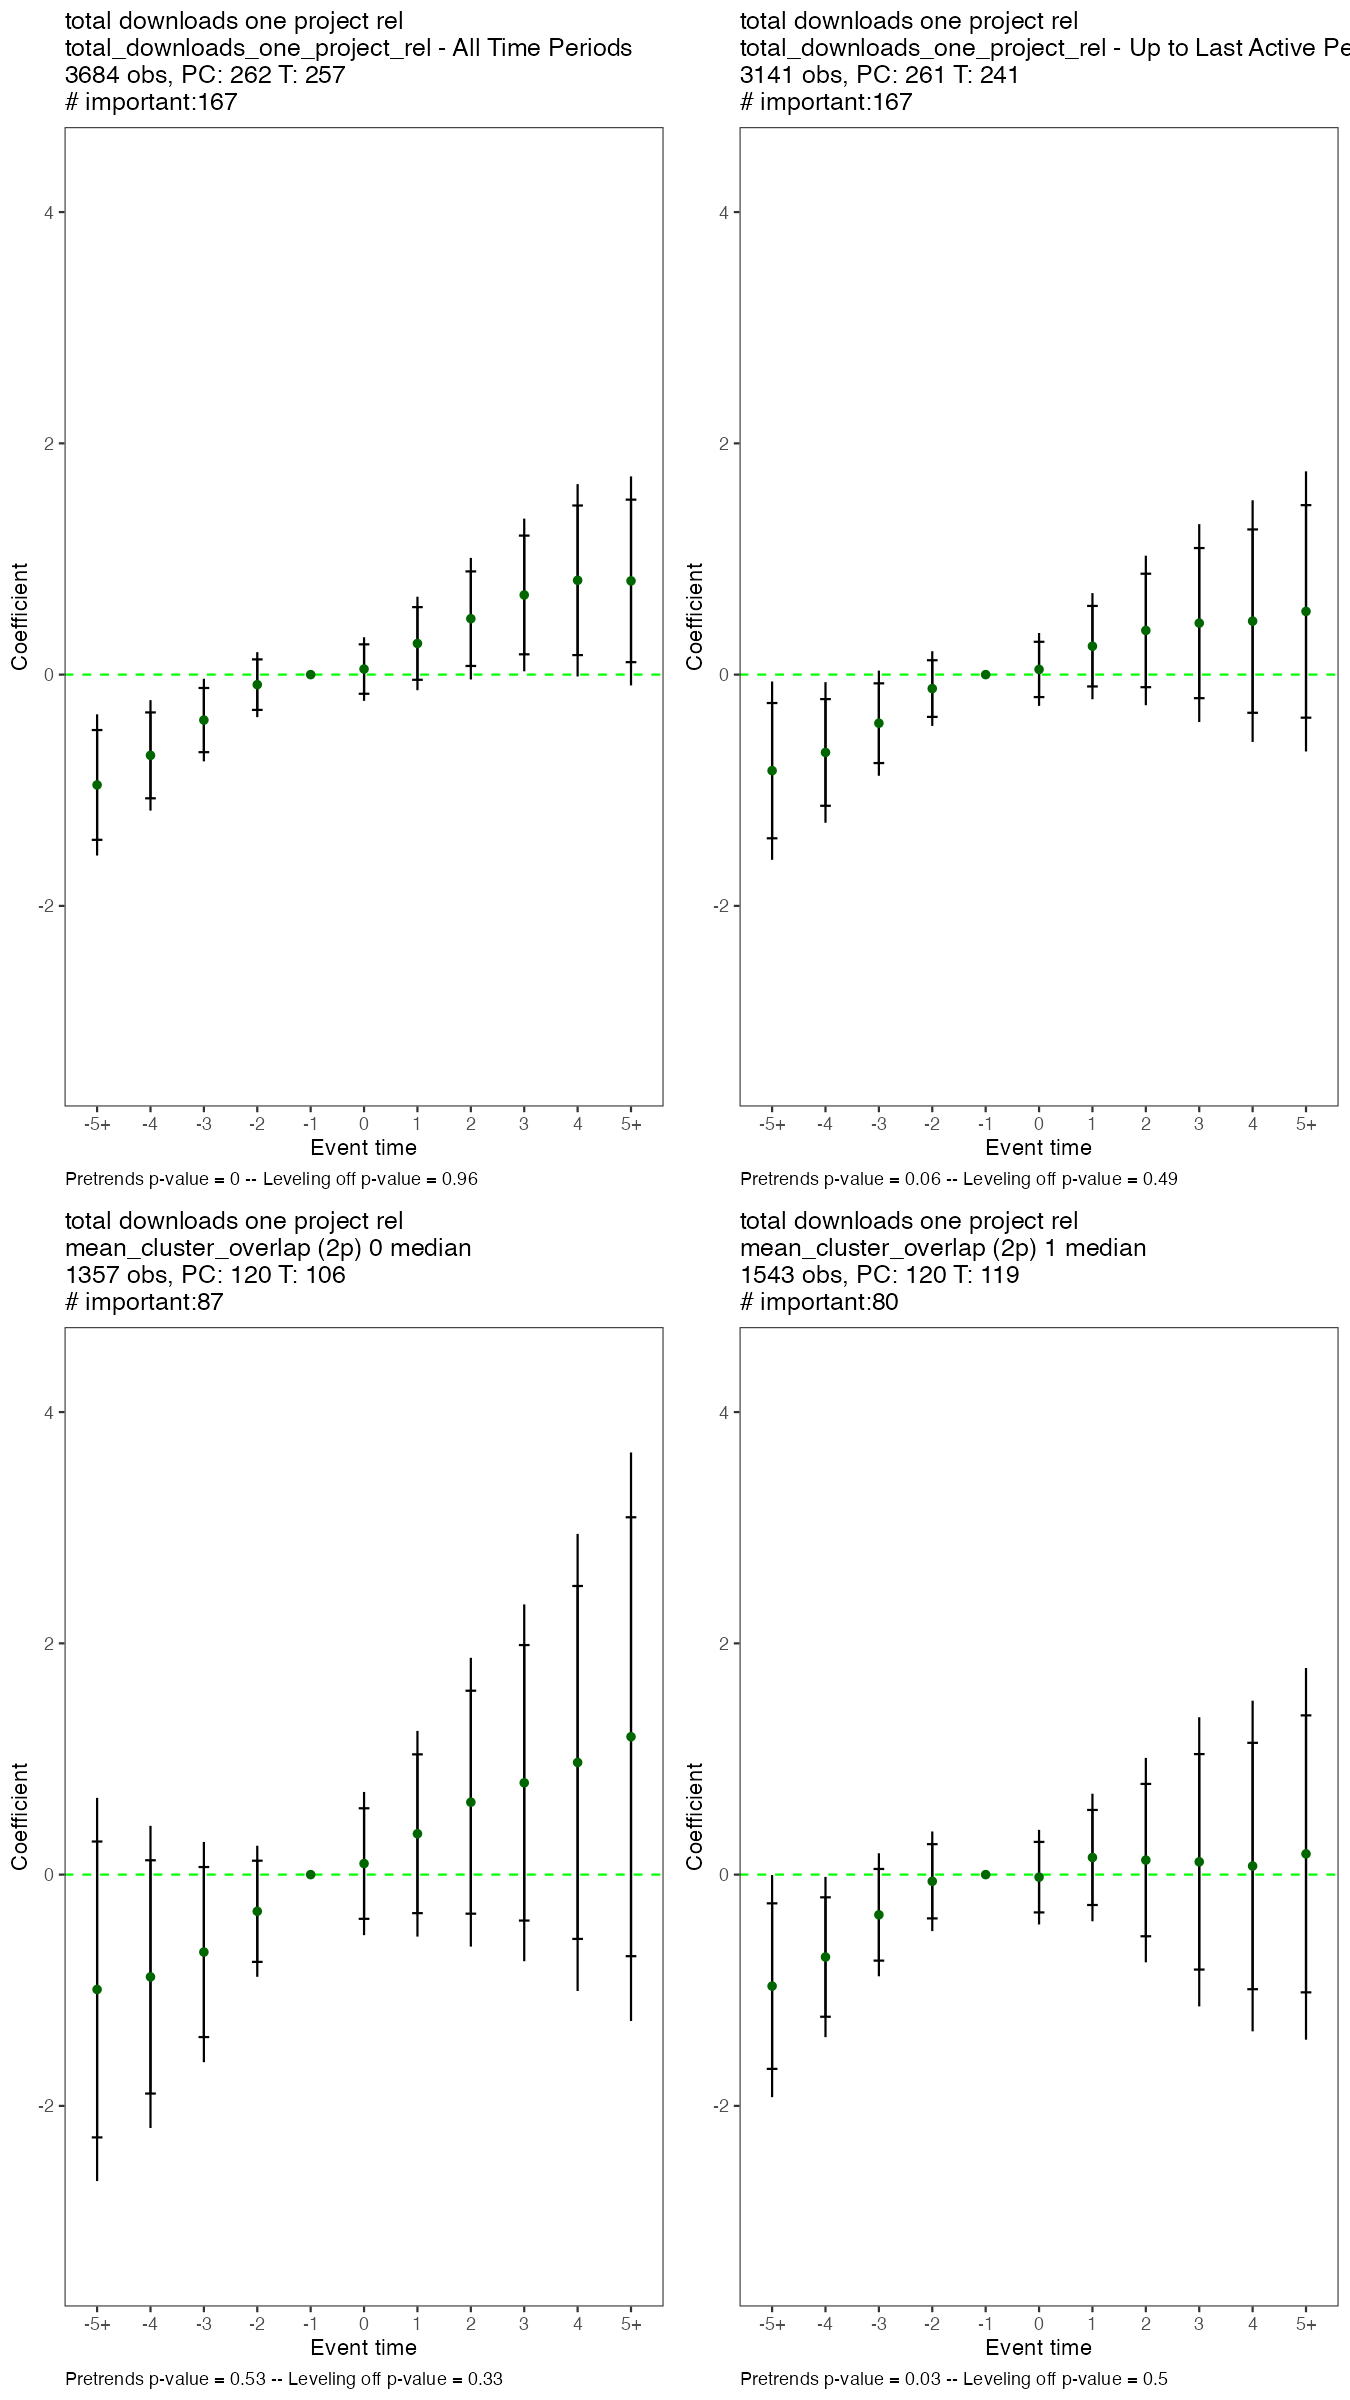 total downloads one project rel
total_downloads_one_project_rel - All Time Periods
3684 obs, PC: 262 T: 257
# important:167
4
2
0
-2
Coefficient
-5+ -4 -3 -2 -1 0 1 2 3 4 5+
Event time
Pretrends p-value = 0 -- Leveling off p-value = 0.96
total downloads one project rel
total_downloads_one_project_rel - Up to Last Active Pe
3141 obs, PC: 261 T: 241
# important:167
4
2
0
-2
Coefficient
-5+ -4 -3 -2 -1 0 1 2 3 4 5+
Event time
Pretrends p-value = 0.06 -- Leveling off p-value = 0.49
total downloads one project rel
mean_cluster_overlap (2p) 0 median
1357 obs, PC: 120 T: 106
# important:87
4
2
0
-2
Coefficient
-5+ -4 -3 -2 -1 0 1 2 3 4 5+
Event time
Pretrends p-value = 0.53 -- Leveling off p-value = 0.33
total downloads one project rel
mean_cluster_overlap (2p) 1 median
1543 obs, PC: 120 T: 119
# important:80
4
2
0
-2
Coefficient
-5+ -4 -3 -2 -1 0 1 2 3 4 5+
Event time
Pretrends p-value = 0.03 -- Leveling off p-value = 0.5